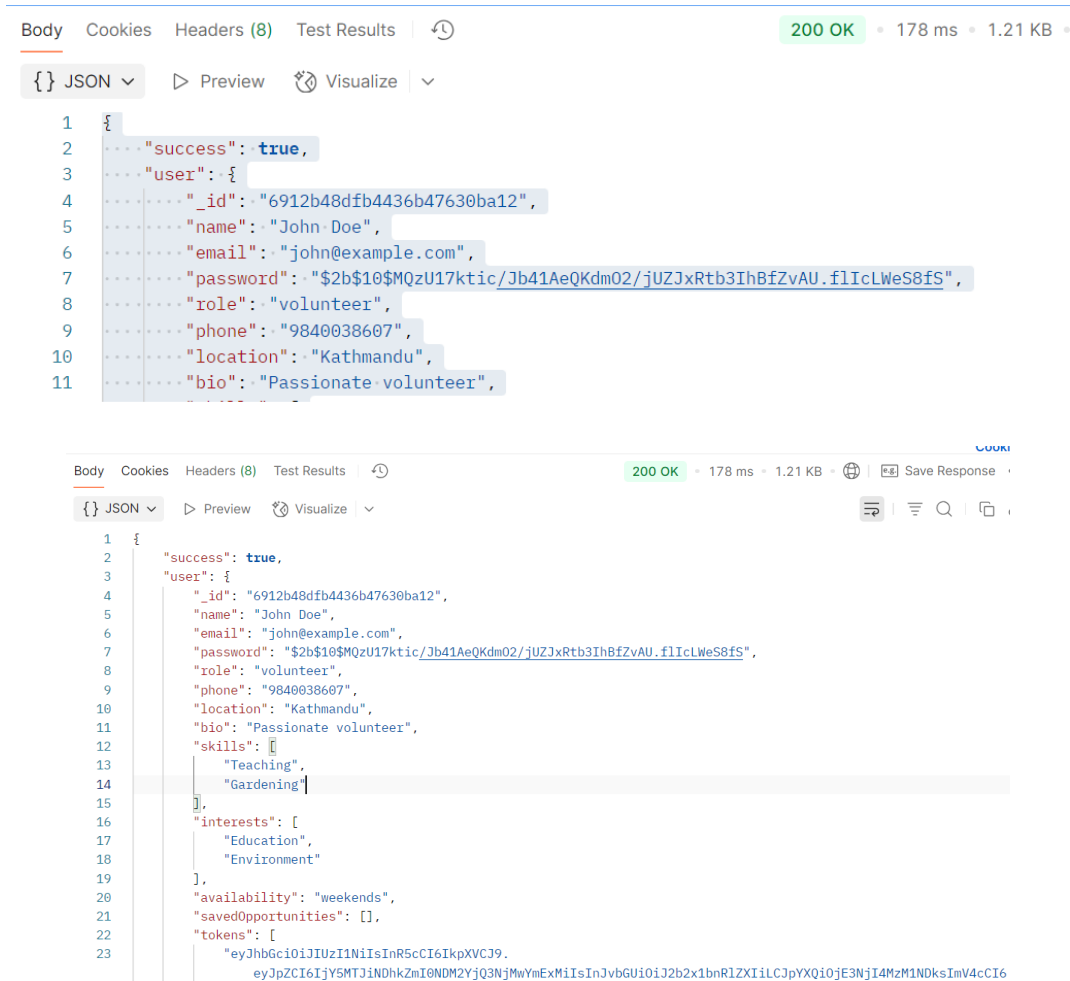 Body Cookies Headers (8) Test Results 200 OK 178 ms 1.21 KB
{} JSON Preview Visualize
1 {
2 "success": true,
3 "user": {
4 "_id": "6912b48dfb4436b47630ba12",
5 "name": "John Doe",
6 "email": "john@example.com",
7 "password": "$2b$10$MQzU17ktic/Jb41AeQKdmO2/jUZJxRtb3IhBfZvAU.flIcLWeS8fS",
8 "role": "volunteer",
9 "phone": "9840038607",
10 "location": "Kathmandu",
11 "bio": "Passionate volunteer",
Body Cookies Headers (8) Test Results 200 OK 178 ms 1.21 KB e.g. Save Response
{} JSON Preview Visualize
1 {
2 "success": true,
3 "user": {
4 "_id": "6912b48dfb4436b47630ba12",
5 "name": "John Doe",
6 "email": "john@example.com",
7 "password": "$2b$10$MQzU17ktic/Jb41AeQKdmO2/jUZJxRtb3IhBfZvAU.flIcLWeS8fS",
8 "role": "volunteer",
9 "phone": "9840038607",
10 "location": "Kathmandu",
11 "bio": "Passionate volunteer",
12 "skills": [
13 "Teaching",
14 "Gardening"
15 ],
16 "interests": [
17 "Education",
18 "Environment"
19 ],
20 "availability": "weekends",
21 "savedOpportunities": [],
22 "tokens": [
23 "eyJhbGciOiJIUzI1NiIsInR5cCI6IkpXVCJ9.
eyJpZCI6IjY5MTJiNDhkZmI0NDM2YjQ3NjMwYmExMiIsInJvbGUiOiJ2b2x1bnRlZXIiLCJpYXQiOjE3NjI4MzM1NDksImV4cCI6